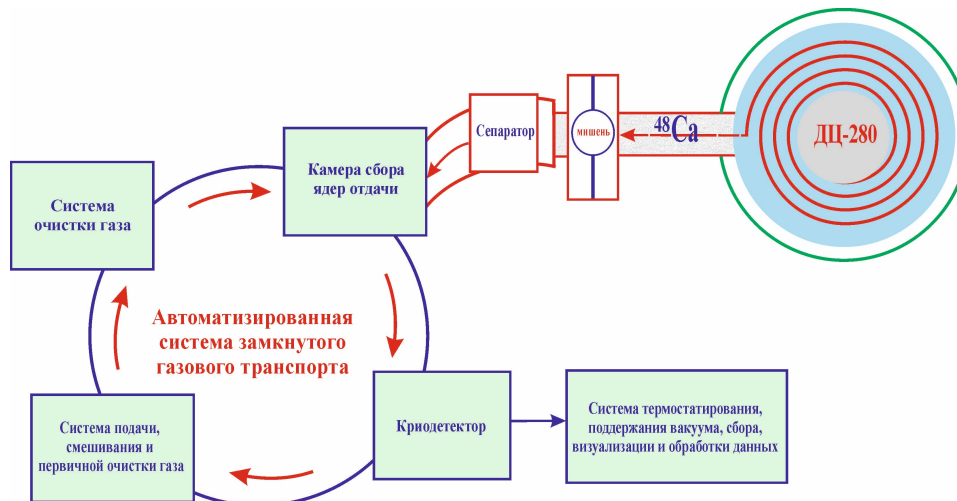 Сепаратор
мишень
48Ca
ДЦ-280
Камера сбора
ядер отдачи
Система
очистки газа
Автоматизированная
система замкнутого
газового транспорта
Система подачи,
смешивания и
первичной очистки газа
Криодетектор
Система термостатирования,
поддержания вакуума, сбора,
визуализации и обработки данных